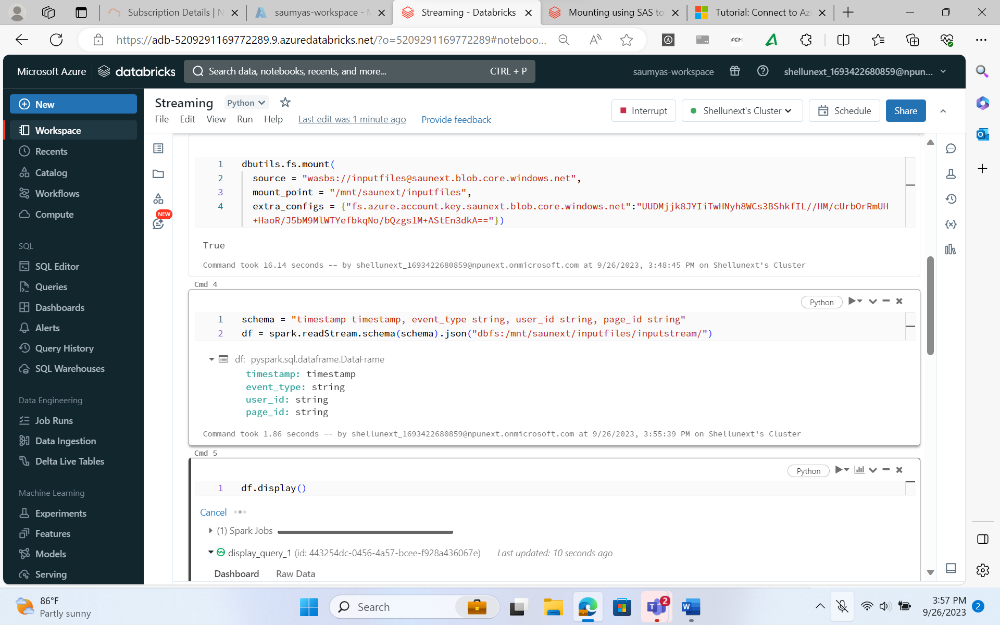 Subscription Details | N
saumyas-workspace - M
Streaming - Databricks
Mounting using SAS to
Tutorial: Connect to Az
https://adb-5209291169772289.9.azuredatabricks.net/?o=5209291169772289#noteboo...
Microsoft Azure databricks
Search data, notebooks, recents, and more... CTRL + P
saumyas-workspace
shellunext_1693422680859@npun...
New
Workspace
Recents
Catalog
Workflows
Compute
SQL
SQL Editor
Queries
Dashboards
Alerts
Query History
SQL Warehouses
Data Engineering
Job Runs
Data Ingestion
Delta Live Tables
Machine Learning
Experiments
Features
Models
Serving
Streaming Python
File Edit View Run Help Last edit was 1 minute ago Provide feedback
Interrupt Shellunext's Cluster Schedule Share
NEW
1 dbutils.fs.mount(
2 source = "wasbs://inputfiles@saunext.blob.core.windows.net",
3 mount_point = "/mnt/saunext/inputfiles",
4 extra_configs = {"fs.azure.account.key.saunext.blob.core.windows.net":"UUDMjjk8JYIiTwHNyh8WCs3BShkfIL//HM/cUrbOrRmUH
+HaoR/J5bM9MlWTYefbkqNo/bQzgs1M+AStEn3dkA=="})
True
Command took 16.14 seconds -- by shellunext_1693422680859@npunext.onmicrosoft.com at 9/26/2023, 3:48:45 PM on Shellunext's Cluster
Cmd 4
Python
1 schema = "timestamp timestamp, event_type string, user_id string, page_id string"
2 df = spark.readStream.schema(schema).json("dbfs:/mnt/saunext/inputfiles/inputstream/")
df: pyspark.sql.dataframe.DataFrame
timestamp: timestamp
event_type: string
user_id: string
page_id: string
Command took 1.86 seconds -- by shellunext_1693422680859@npunext.onmicrosoft.com at 9/26/2023, 3:55:39 PM on Shellunext's Cluster
Cmd 5
Python
1 df.display()
Cancel
(1) Spark Jobs
display_query_1 (id: 443254dc-0456-4a57-bcee-f928a436067e) Last updated: 10 seconds ago
Dashboard Raw Data
86°F
Partly sunny
Search
2
3:57 PM
9/26/2023
2